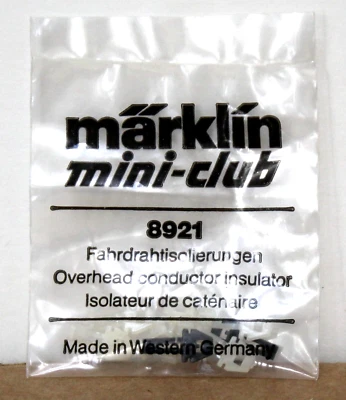 märklin
mini-club
8921
Fahrdrahtisolierungen
Overhead conductor insulator
Isolateur de caténaire
Made in Western Germany